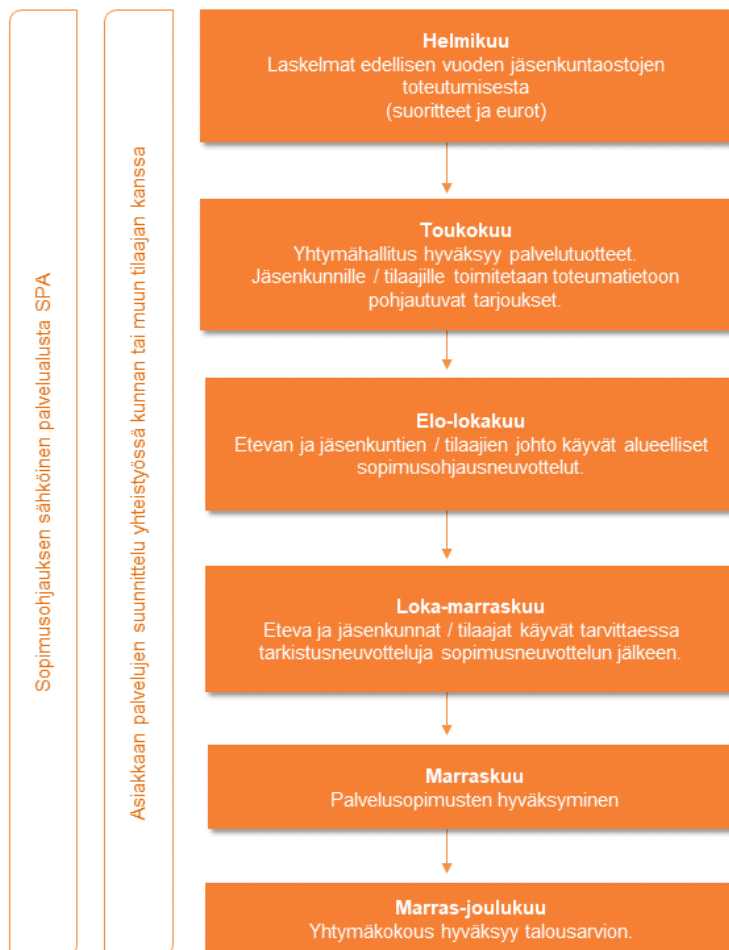 Sopimusohjauksen sähköinen palvelualusta SPA
Asiakkaan palvelujen suunnittelu yhteistyössä kunnan tai muun tilaajan kanssa
Helmikuu
Laskelmat edellisen vuoden jäsenkuntaostojen
toteutumisesta
(suoritteet ja eurot)
Toukokuu
Yhtymähallitus hyväksyy palvelutuotteet.
Jäsenkunnille / tilaajille toimitetaan toteumatietoon
pohjautuvat tarjoukset.
Elo-lokakuu
Etevan ja jäsenkuntien / tilaajien johto käyvät alueelliset
sopimusohjausneuvottelut.
Loka-marraskuu
Eteva ja jäsenkunnat / tilaajat käyvät tarvittaessa
tarkistusneuvotteluja sopimusneuvottelun jälkeen.
Marraskuu
Palvelusopimusten hyväksyminen
Marras-joulukuu
Yhtymäkokous hyväksyy talousarvion.